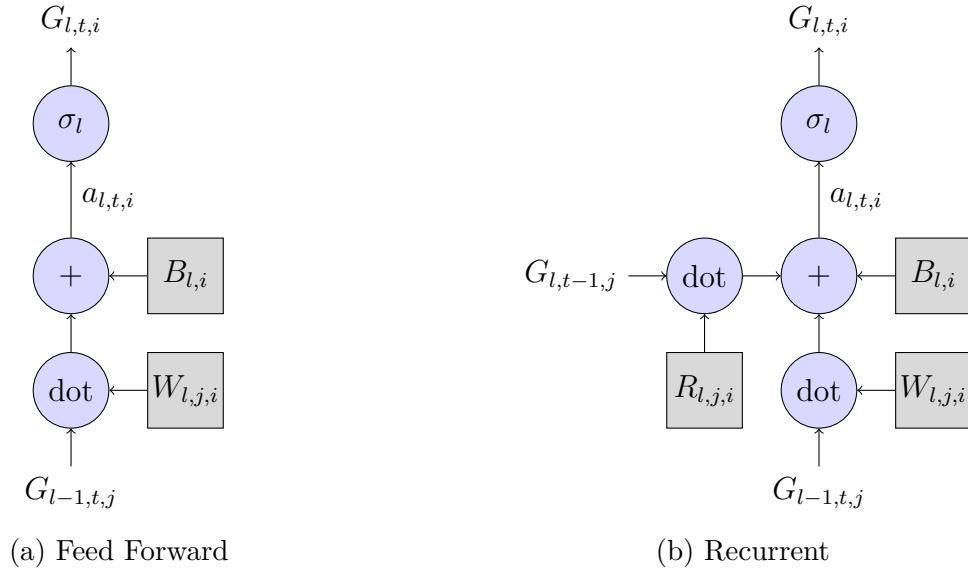 G_{l,t,i}
σ_l
a_{l,t,i}
+
B_{l,i}
dot
W_{l,j,i}
G_{l−1,t,j}
(a) Feed Forward
G_{l,t,i}
σ_l
a_{l,t,i}
G_{l,t−1,j}
dot
+
B_{l,i}
R_{l,j,i}
dot
W_{l,j,i}
G_{l−1,t,j}
(b) Recurrent